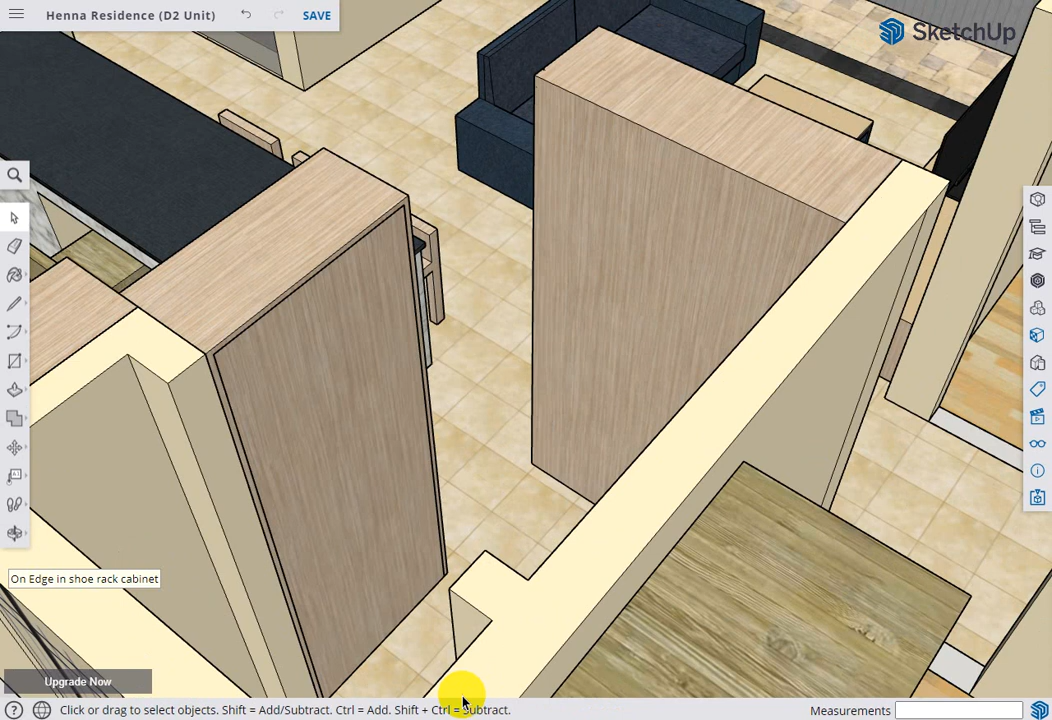 Henna Residence (D2 Unit)
SAVE
SketchUp
On Edge in shoe rack cabinet
Upgrade Now
Click or drag to select objects. Shift = Add/Subtract. Ctrl = Add. Shift + Ctrl = Subtract.
Measurements